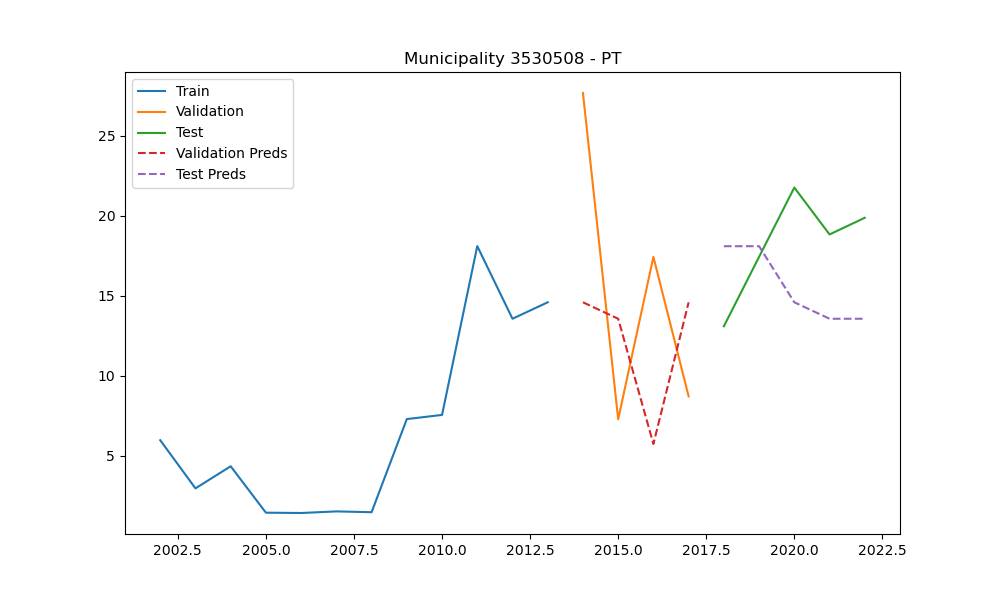 Municipality 3530508 - PT
Train
Validation
Test
Validation Preds
Test Preds
25
20
15
10
5
2002.5 2005.0 2007.5 2010.0 2012.5 2015.0 2017.5 2020.0 2022.5